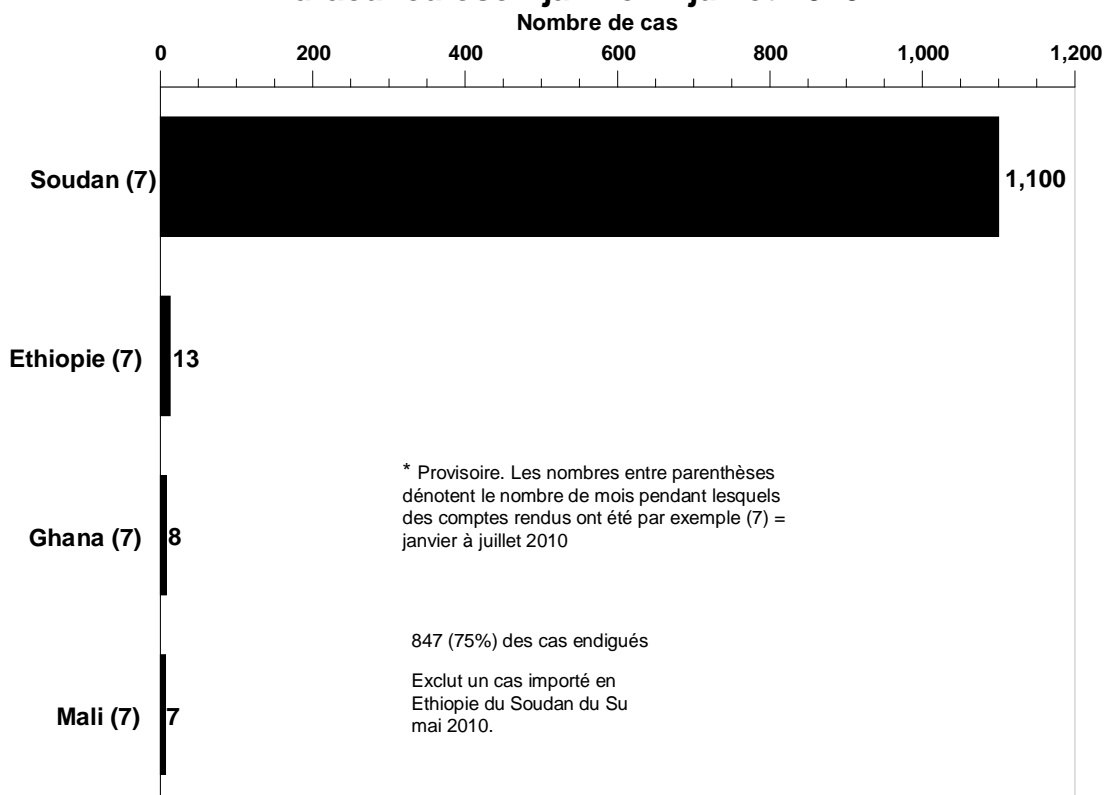 Nombre de cas
0 200 400 600 800 1,000 1,200
Soudan (7) 1,100
Ethiopie (7) 13
Ghana (7) 8
Mali (7) 7
* Provisoire. Les nombres entre parenthèses
dénotent le nombre de mois pendant lesquels
des comptes rendus ont été par exemple (7) =
janvier à juillet 2010
847 (75%) des cas endigués
Exclut un cas importé en
Ethiopie du Soudan du Su
mai 2010.